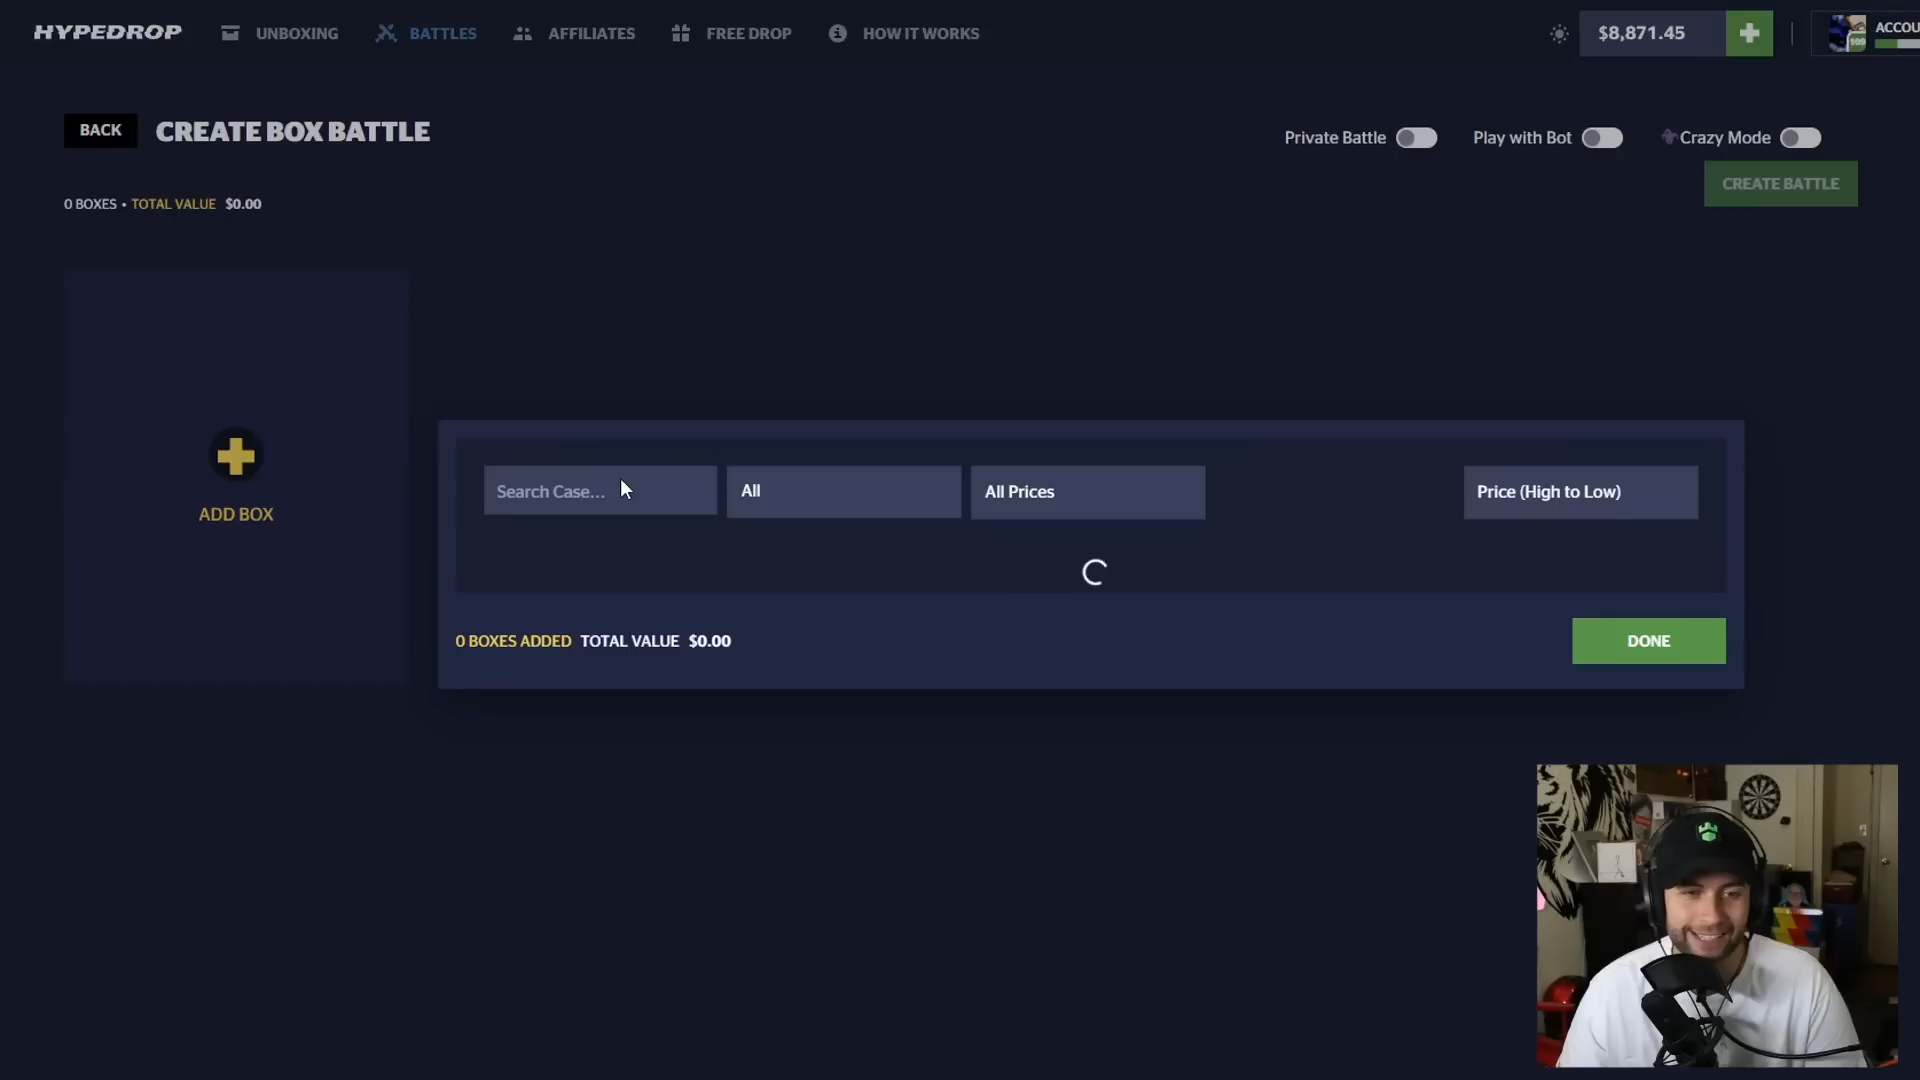 HYPEDROP
UNBOXING
BATTLES
AFFILIATES
FREE DROP
HOW IT WORKS
$8,871.45
ACCOU
BACK
CREATE BOX BATTLE
Private Battle
Play with Bot
Crazy Mode
CREATE BATTLE
0 BOXES • TOTAL VALUE $0.00
ADD BOX
Search Case...
All
All Prices
Price (High to Low)
0 BOXES ADDED TOTAL VALUE $0.00
DONE